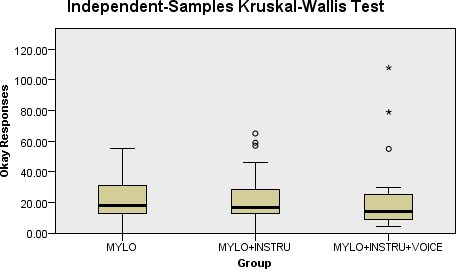 Independent-Samples Kruskal-Wallis Test
Okay Responses
120.00
100.00
80.00
60.00
40.00
20.00
0.00
MYLO
MYLO+INSTRU
MYLO+INSTRU+VOICE
Group